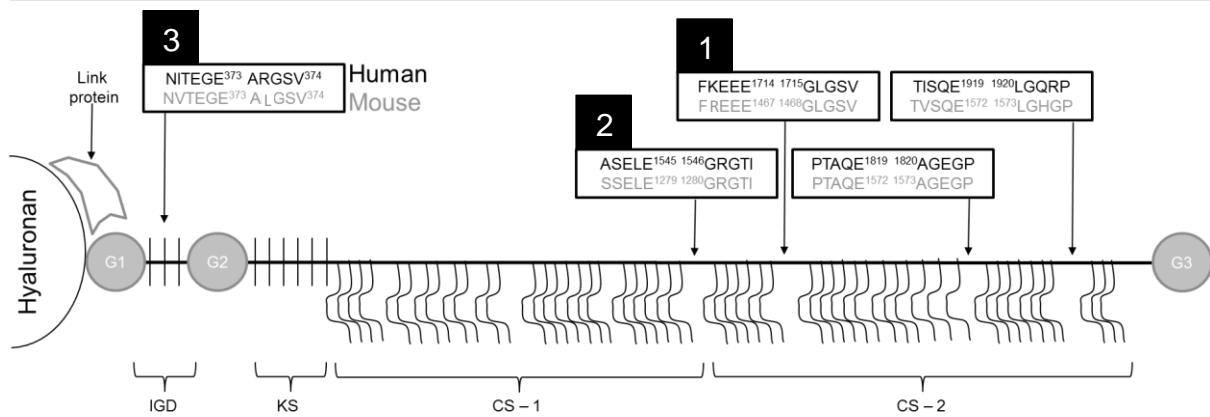 3
1
2
Link
protein
NITEGE³⁷³ ARGSV³⁷⁴
NVTEGE³⁷³ ALGSV³⁷⁴
Human
Mouse
FKEEE¹⁷¹⁴ ¹⁷¹⁵GLGSV
FREEE¹⁴⁶⁷ ¹⁴⁶⁸GLGSV
TISQE¹⁹¹⁹ ¹⁹²⁰LGQRP
TVSQE¹⁵⁷² ¹⁵⁷³LGHGP
ASELE¹⁵⁴⁵ ¹⁵⁴⁶GRGTI
SSELE¹²⁷⁹ ¹²⁸⁰GRGTI
PTAQE¹⁸¹⁹ ¹⁸²⁰AGEGP
PTAQE¹⁵⁷² ¹⁵⁷³AGEGP
Hyaluronan
G1
G2
G3
IGD
KS
CS – 1
CS – 2